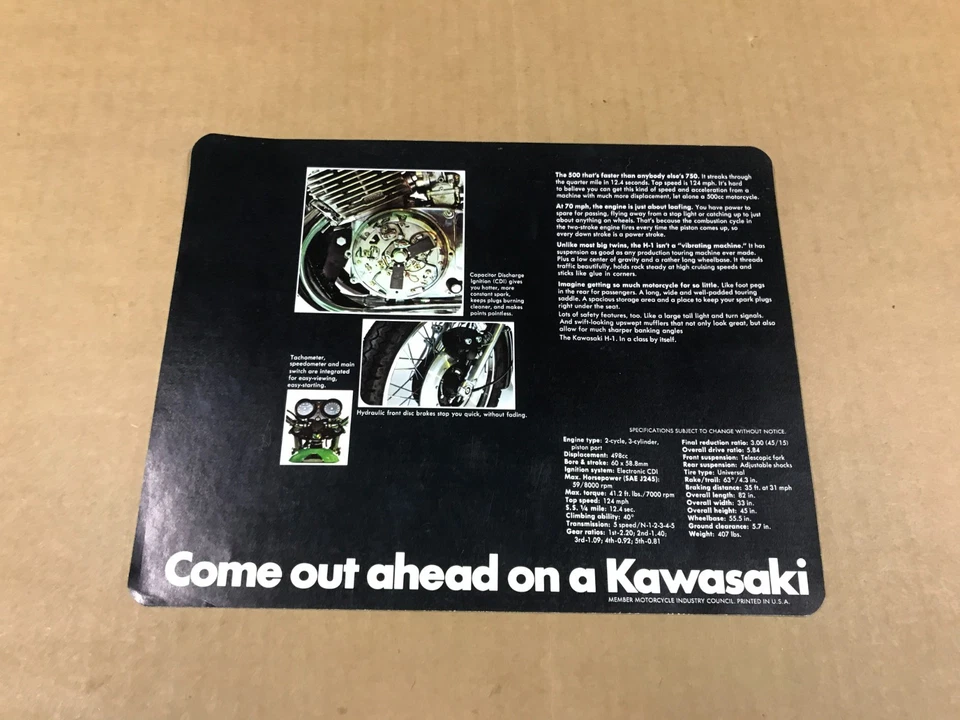 The 500 that's faster than anybody else's 750. It streaks through
the quarter mile in 12.4 seconds. Top speed is 124 mph. It's hard
to believe you can get this kind of speed and acceleration from a
machine with much more displacement, let alone a 500cc motorcycle.
At 70 mph, the engine is just about loafing. You have power to
spare for passing, flying away from a stop light or catching up to just
about anything on wheels. That's because the combustion cycle in
the two-stroke engine fires every time the piston comes up, so
every down stroke is a power stroke.
Unlike most big twins, the H-1 isn't a "vibrating machine." It has
suspension as good as any production touring machine ever made.
Plus a low center of gravity and a rather long wheelbase. It threads
traffic beautifully, holds rock steady at high cruising speeds and
sticks like glue in corners.
Imagine getting so much motorcycle for so little. Like foot pegs
in the rear for passengers. A long, wide and well-padded touring
saddle. A spacious storage area and a place to keep your spark plugs
right under the seat.
Lots of safety features, too. Like a large tail light and turn signals.
And swift-looking upswept mufflers that not only look great, but also
allow for much sharper banking angles
The Kawasaki H-1. In a class by itself.
Capacitor Discharge
Ignition (CDI) gives
you hotter, more
constant spark,
keeps plugs burning
cleaner, and makes
points pointless.
Tachometer,
speedometer and main
switch are integrated
for easy-viewing,
easy-starting.
Hydraulic front disc brakes stop you quick, without fading.
SPECIFICATIONS SUBJECT TO CHANGE WITHOUT NOTICE.
Engine type: 2-cycle, 3-cylinder,
piston port
Displacement: 498cc
Bore & stroke: 60 x 58.8mm
Ignition system: Electronic CDI
Max. Horsepower (SAE J245):
59/8000 rpm
Max. torque: 41.2 ft. lbs./7000 rpm
Top speed: 124 mph
S.S. ¼ mile: 12.4 sec.
Climbing ability: 40°
Transmission: 5 speed/N-1-2-3-4-5
Gear ratios: 1st-2.20; 2nd-1.40;
3rd-1.09; 4th-0.92; 5th-0.81
Final reduction ratio: 3.00 (45/15)
Overall drive ratio: 5.84
Front suspension: Telescopic fork
Rear suspension: Adjustable shocks
Tire type: Universal
Rake/trail: 63°/4.3 in.
Braking distance: 35 ft. at 31 mph
Overall length: 82 in.
Overall width: 33 in.
Overall height: 45 in.
Wheelbase: 55.5 in.
Ground clearance: 5.7 in.
Weight: 407 lbs.
Come out ahead on a Kawasaki
MEMBER MOTORCYCLE INDUSTRY COUNCIL. PRINTED IN U.S.A.